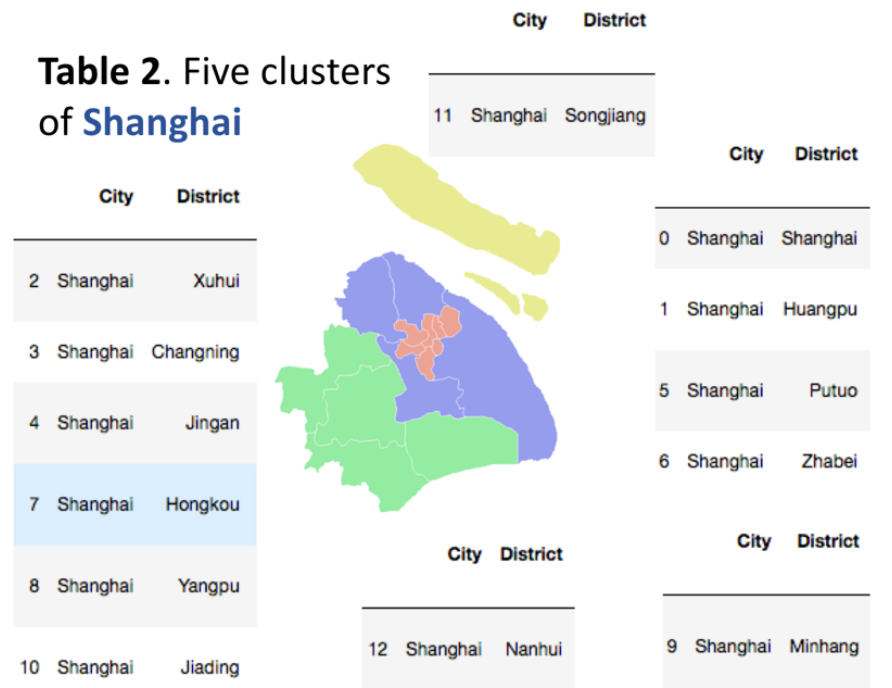 Table 2. Five clusters
of Shanghai
City District
11 Shanghai Songjiang
City District
2 Shanghai Xuhui
3 Shanghai Changning
4 Shanghai Jingan
7 Shanghai Hongkou
8 Shanghai Yangpu
10 Shanghai Jiading
City District
0 Shanghai Shanghai
1 Shanghai Huangpu
5 Shanghai Putuo
6 Shanghai Zhabei
City District
12 Shanghai Nanhui
City District
9 Shanghai Minhang